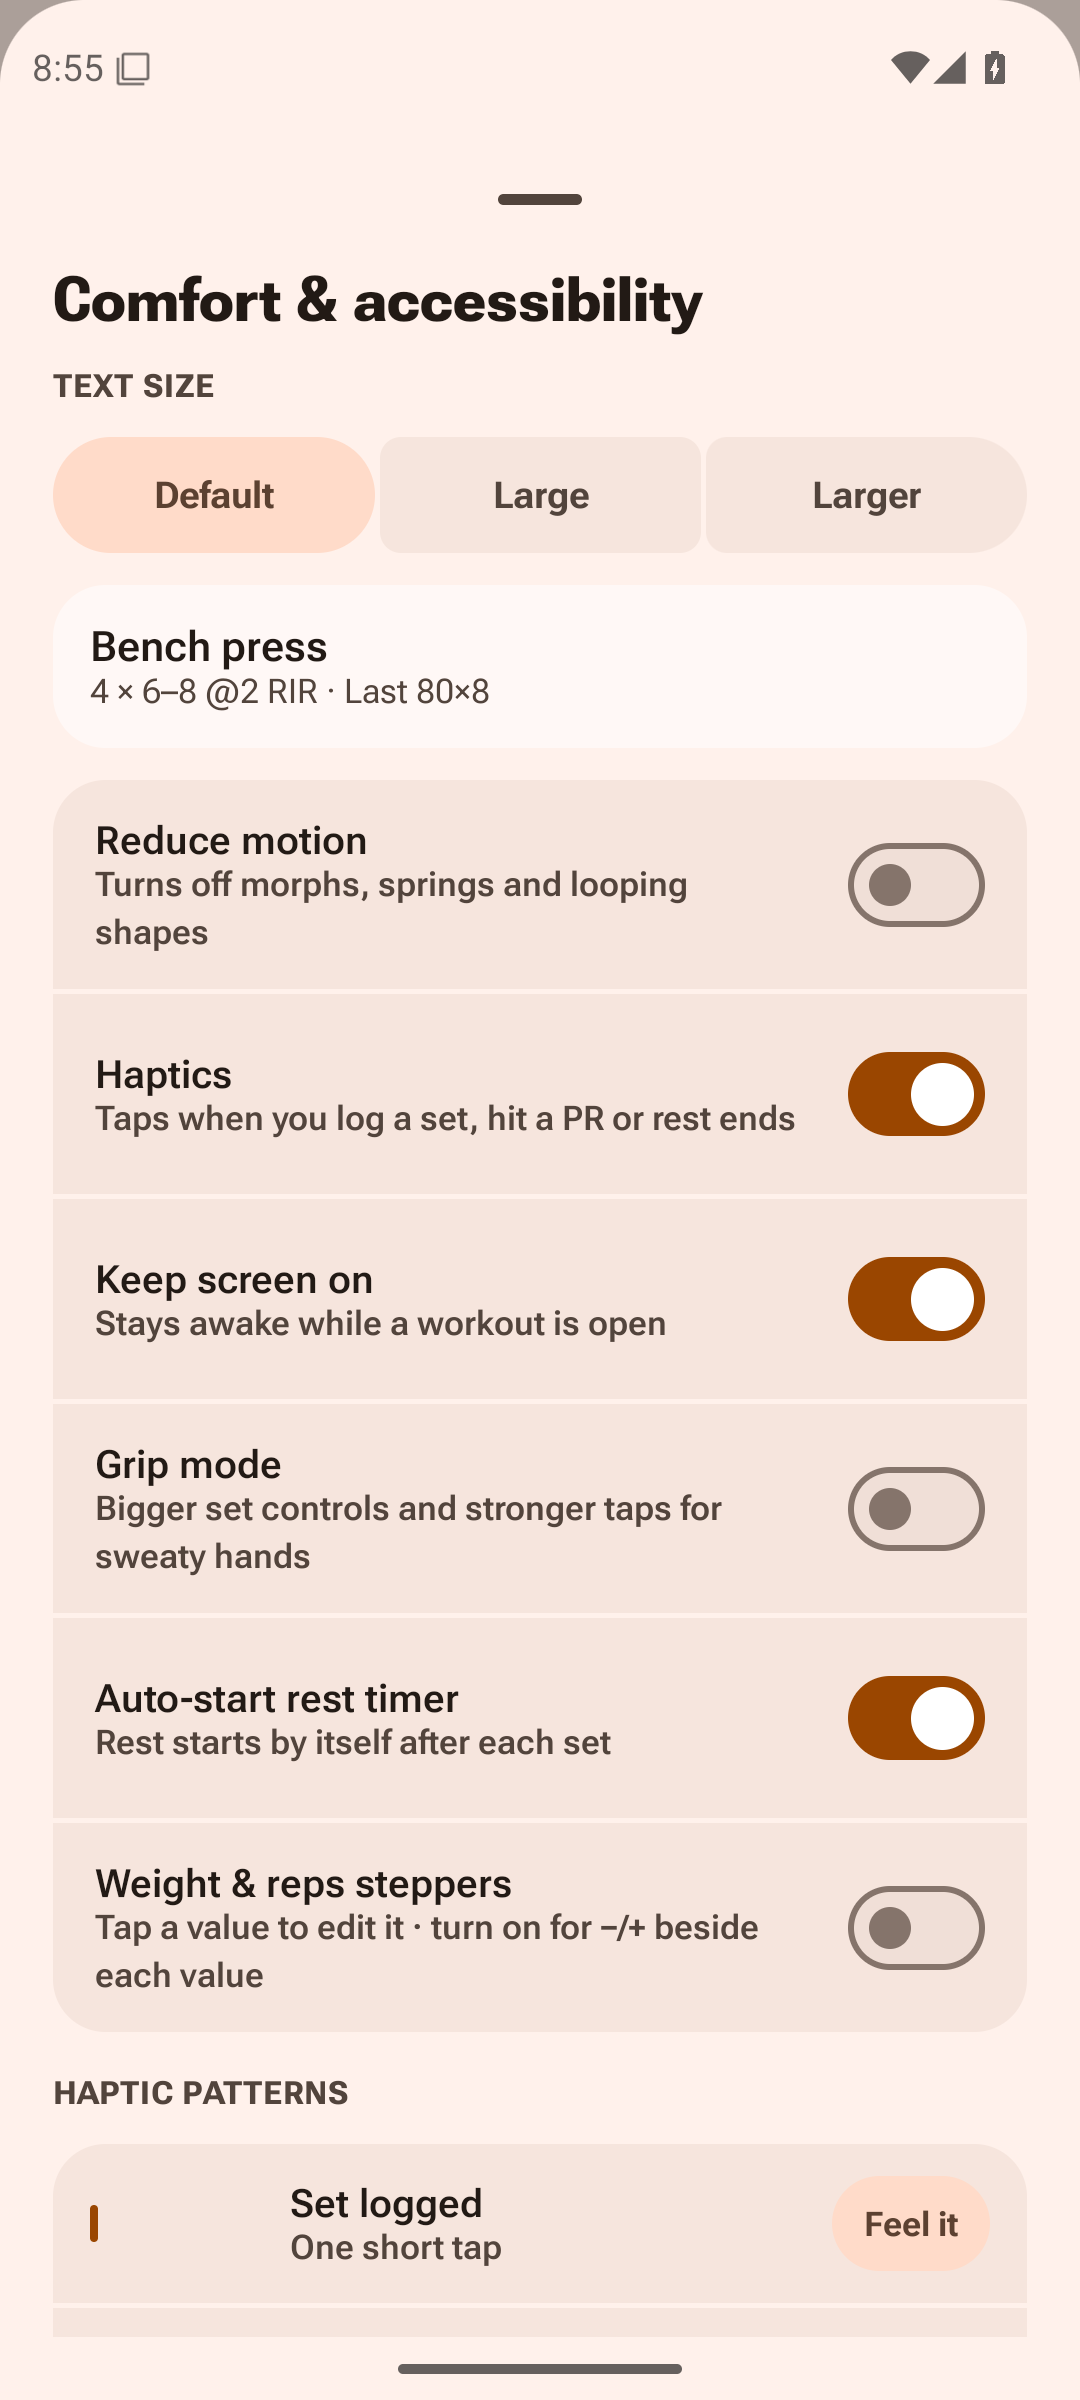 8:55
Comfort & accessibility
TEXT SIZE
Default
Large
Larger
Bench press
4 × 6–8 @2 RIR · Last 80×8
Reduce motion
Turns off morphs, springs and looping
shapes
Haptics
Taps when you log a set, hit a PR or rest ends
Keep screen on
Stays awake while a workout is open
Grip mode
Bigger set controls and stronger taps for
sweaty hands
Auto-start rest timer
Rest starts by itself after each set
Weight & reps steppers
Tap a value to edit it · turn on for −/+ beside
each value
HAPTIC PATTERNS
Set logged
One short tap
Feel it